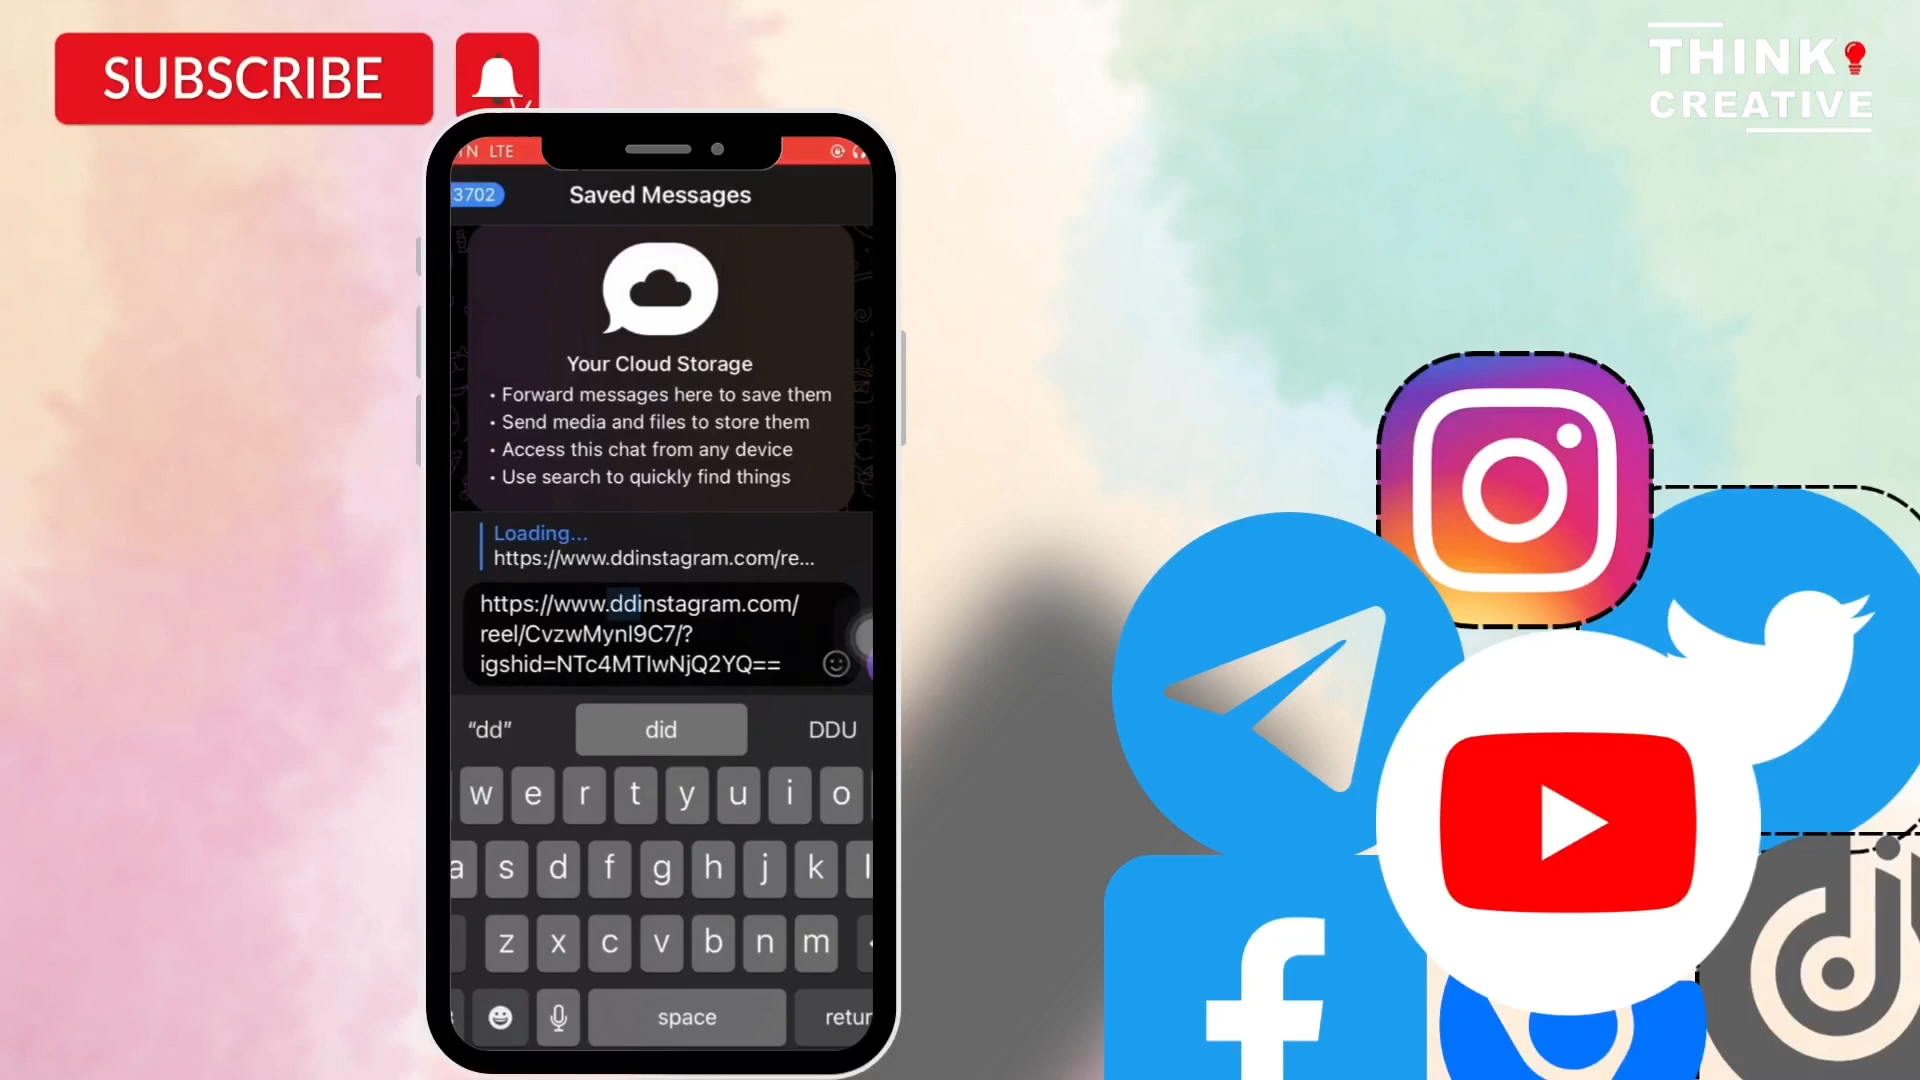 SUBSCRIBE
THINK
CREATIVE
LTE
3702
Saved Messages
Your Cloud Storage
• Forward messages here to save them
• Send media and files to store them
• Access this chat from any device
• Use search to quickly find things
Loading...
https://www.ddinstagram.com/re...
https://www.ddinstagram.com/
reel/CvzwMynI9C7/?
igshid=NTc4MTIwNjQ2YQ==
“dd” did DDU
w e r t y u i o
a s d f g h j k l
z x c v b n m
space retur